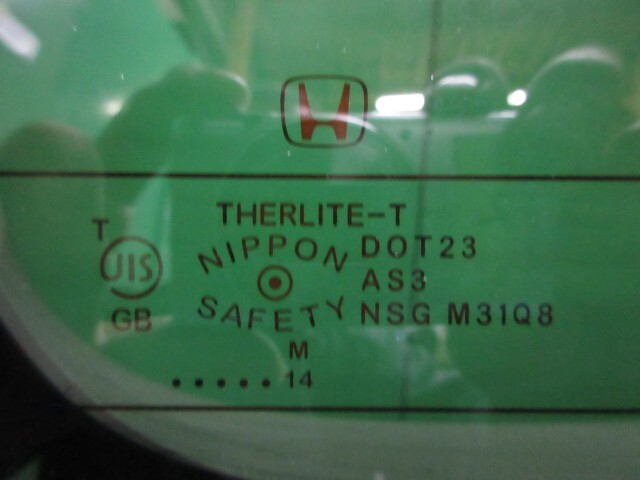 THERLITE-T
T
JIS
GB
NIPPON
SAFETY
DOT23
AS3
NSG M31Q8
M
.....14